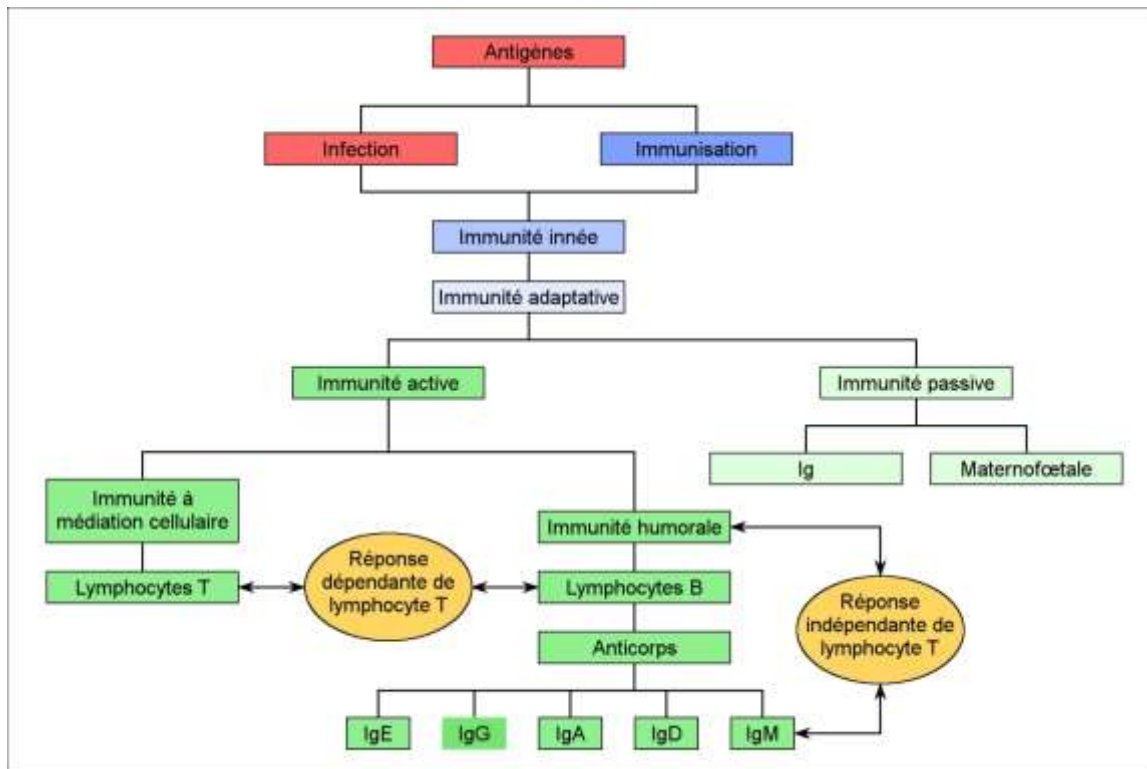 Antigènes
Infection
Immunisation
Immunité innée
Immunité adaptative
Immunité active
Immunité passive
Ig
Maternofœtale
Immunité à
médiation cellulaire
Immunité humorale
Lymphocytes T
Réponse
dépendante de
lymphocyte T
Lymphocytes B
Réponse
indépendante de
lymphocyte T
Anticorps
IgE
IgG
IgA
IgD
IgM